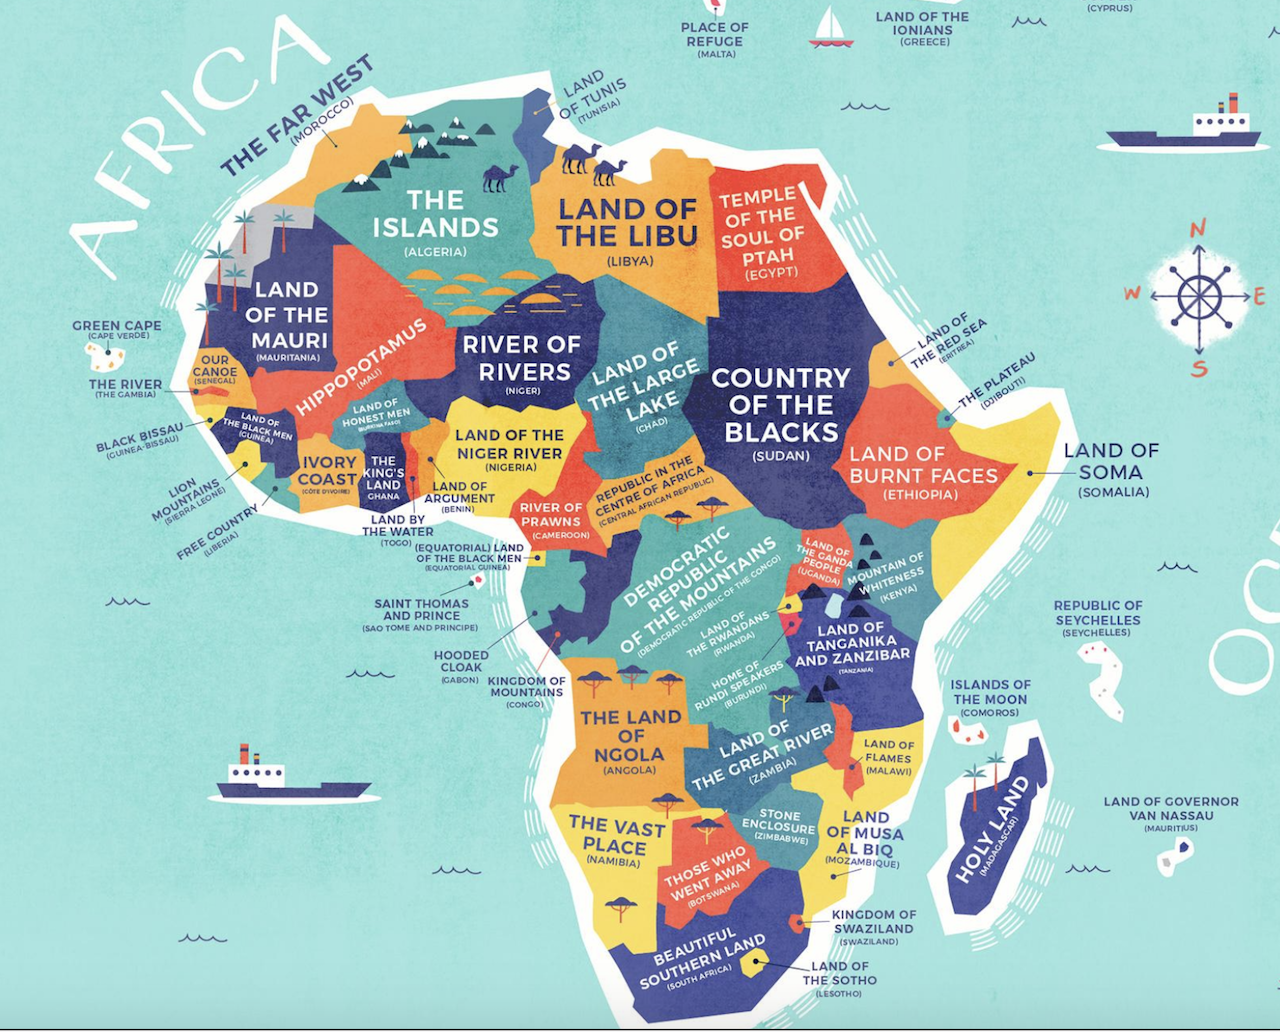 AFRICA
PLACE OF
REFUGE
(MALTA)
LAND OF THE
IONIANS
(GREECE)
(CYPRUS)
THE FAR WEST
(MOROCCO)
LAND
OF TUNIS
(TUNISIA)
THE
ISLANDS
(ALGERIA)
LAND OF
THE LIBU
(LIBYA)
TEMPLE
OF THE
SOUL OF
PTAH
(EGYPT)
N
W
E
S
LAND
OF THE
MAURI
(MAURITANIA)
HIPPOPOTAMUS
(MALI)
RIVER OF
RIVERS
(NIGER)
LAND OF
THE LARGE
LAKE
(CHAD)
COUNTRY
OF THE
BLACKS
(SUDAN)
LAND OF
THE RED SEA
(ERITREA)
THE PLATEAU
(DJIBOUTI)
GREEN CAPE
(CAPE VERDE)
OUR
CANOE
(SENEGAL)
THE RIVER
(THE GAMBIA)
BLACK BISSAU
(GUINEA-BISSAU)
LAND OF
THE BLACK MEN
(GUINEA)
LAND OF
HONEST MEN
(BURKINA FASO)
LION
MOUNTAINS
(SIERRA LEONE)
FREE COUNTRY
(LIBERIA)
IVORY
COAST
(CÔTE D'IVOIRE)
THE
KING'S
LAND
GHANA
LAND BY
THE WATER
(TOGO)
LAND OF
ARGUMENT
(BENIN)
LAND OF THE
NIGER RIVER
(NIGERIA)
RIVER OF
PRAWNS
(CAMEROON)
REPUBLIC IN THE
CENTRE OF AFRICA
(CENTRAL AFRICAN REPUBLIC)
LAND OF
BURNT FACES
(ETHIOPIA)
LAND OF
SOMA
(SOMALIA)
(EQUATORIAL) LAND
OF THE BLACK MEN
(EQUATORIAL GUINEA)
SAINT THOMAS
AND PRINCE
(SAO TOME AND PRINCIPE)
HOODED
CLOAK
(GABON)
KINGDOM OF
MOUNTAINS
(CONGO)
DEMOCRATIC
REPUBLIC
OF THE MOUNTAINS
(DEMOCRATIC REPUBLIC OF THE CONGO)
LAND OF
THE GANDA
PEOPLE
(UGANDA)
MOUNTAIN OF
WHITENESS
(KENYA)
LAND OF
THE RWANDANS
(RWANDA)
HOME OF
RUNDI SPEAKERS
(BURUNDI)
LAND OF
TANGANIKA
AND ZANZIBAR
(TANZANIA)
REPUBLIC OF
SEYCHELLES
(SEYCHELLES)
OC
ISLANDS OF
THE MOON
(COMOROS)
THE LAND
OF
NGOLA
(ANGOLA)
LAND OF
THE GREAT RIVER
(ZAMBIA)
LAND OF
FLAMES
(MALAWI)
STONE
ENCLOSURE
(ZIMBABWE)
LAND
OF MUSA
AL BIQ
(MOZAMBIQUE)
HOLY LAND
(MADAGASCAR)
LAND OF GOVERNOR
VAN NASSAU
(MAURITIUS)
THE VAST
PLACE
(NAMIBIA)
THOSE WHO
WENT AWAY
(BOTSWANA)
KINGDOM OF
SWAZILAND
(SWAZILAND)
BEAUTIFUL
SOUTHERN LAND
(SOUTH AFRICA)
LAND OF
THE SOTHO
(LESOTHO)